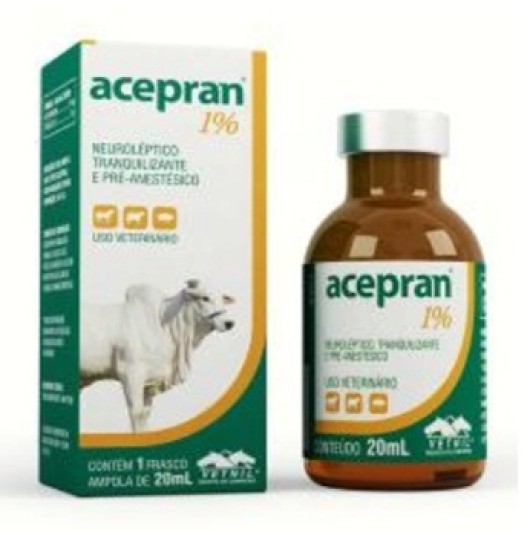 acepran®
1%
NEUROLÉPTICO
TRANQUILIZANTE
E PRÉ-ANESTÉSICO
USO VETERINÁRIO
CONTÉM 1 FRASCO
AMPOLA DE 20mL
VETNIL®
acepran®
1%
NEUROLÉPTICO TRANQUILIZANTE
E PRÉ-ANESTÉSICO
USO VETERINÁRIO
CONTEÚDO 20mL
VETNIL®